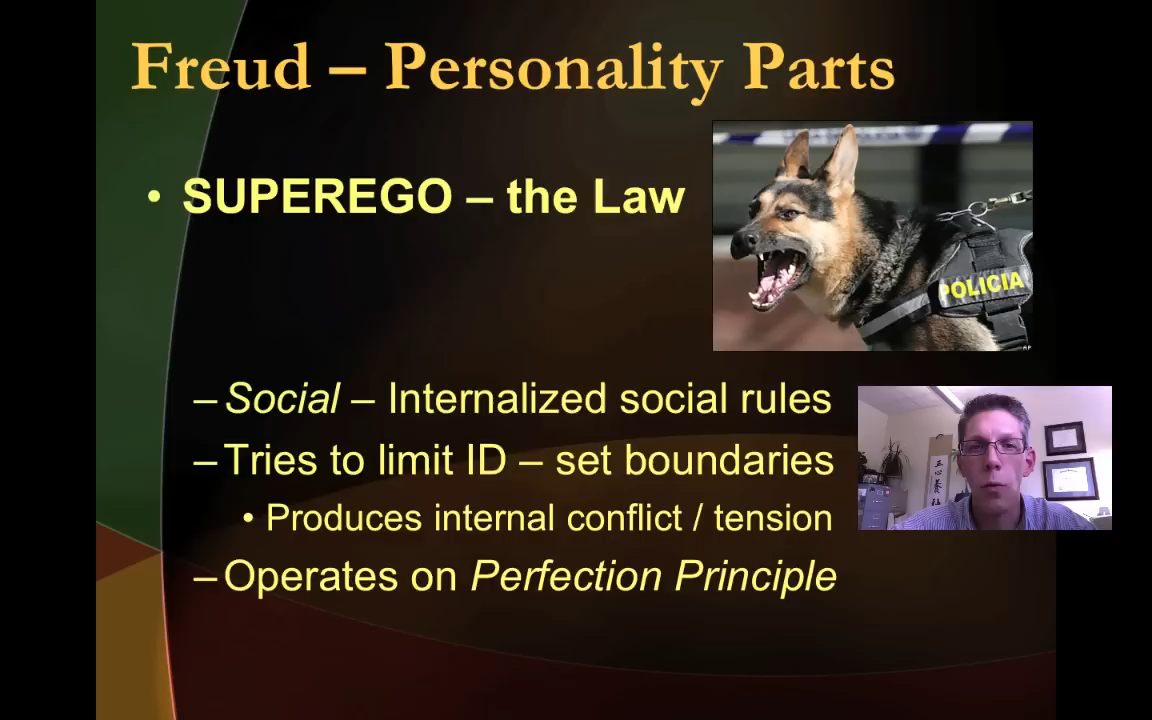 Freud – Personality Parts
• SUPEREGO – the Law
POLICIA
– Social – Internalized social rules
– Tries to limit ID – set boundaries
• Produces internal conflict / tension
– Operates on Perfection Principle